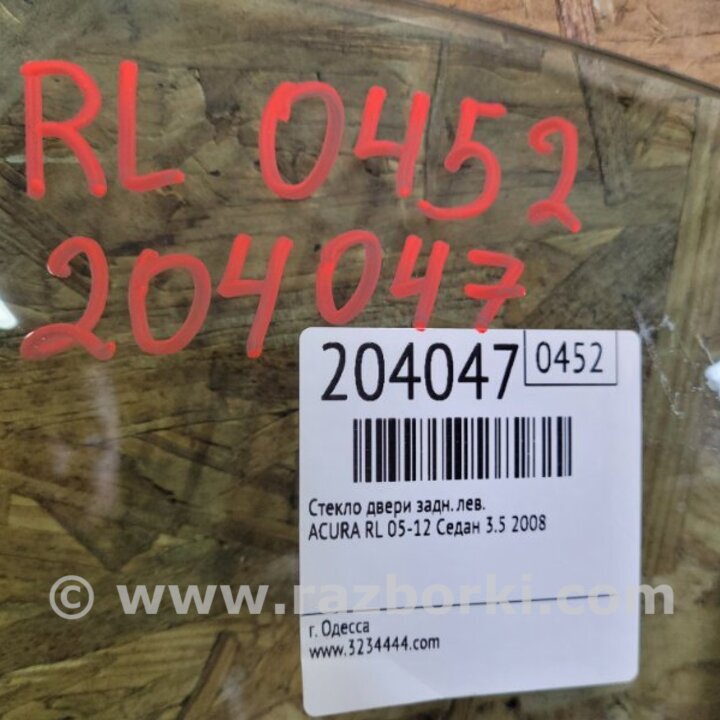 RL 0452
204047
204047 0452
Стекло двери задн. лев.
ACURA RL 05-12 Седан 3.5 2008
© www.razborki.com
г. Одесса
www.3234444.com